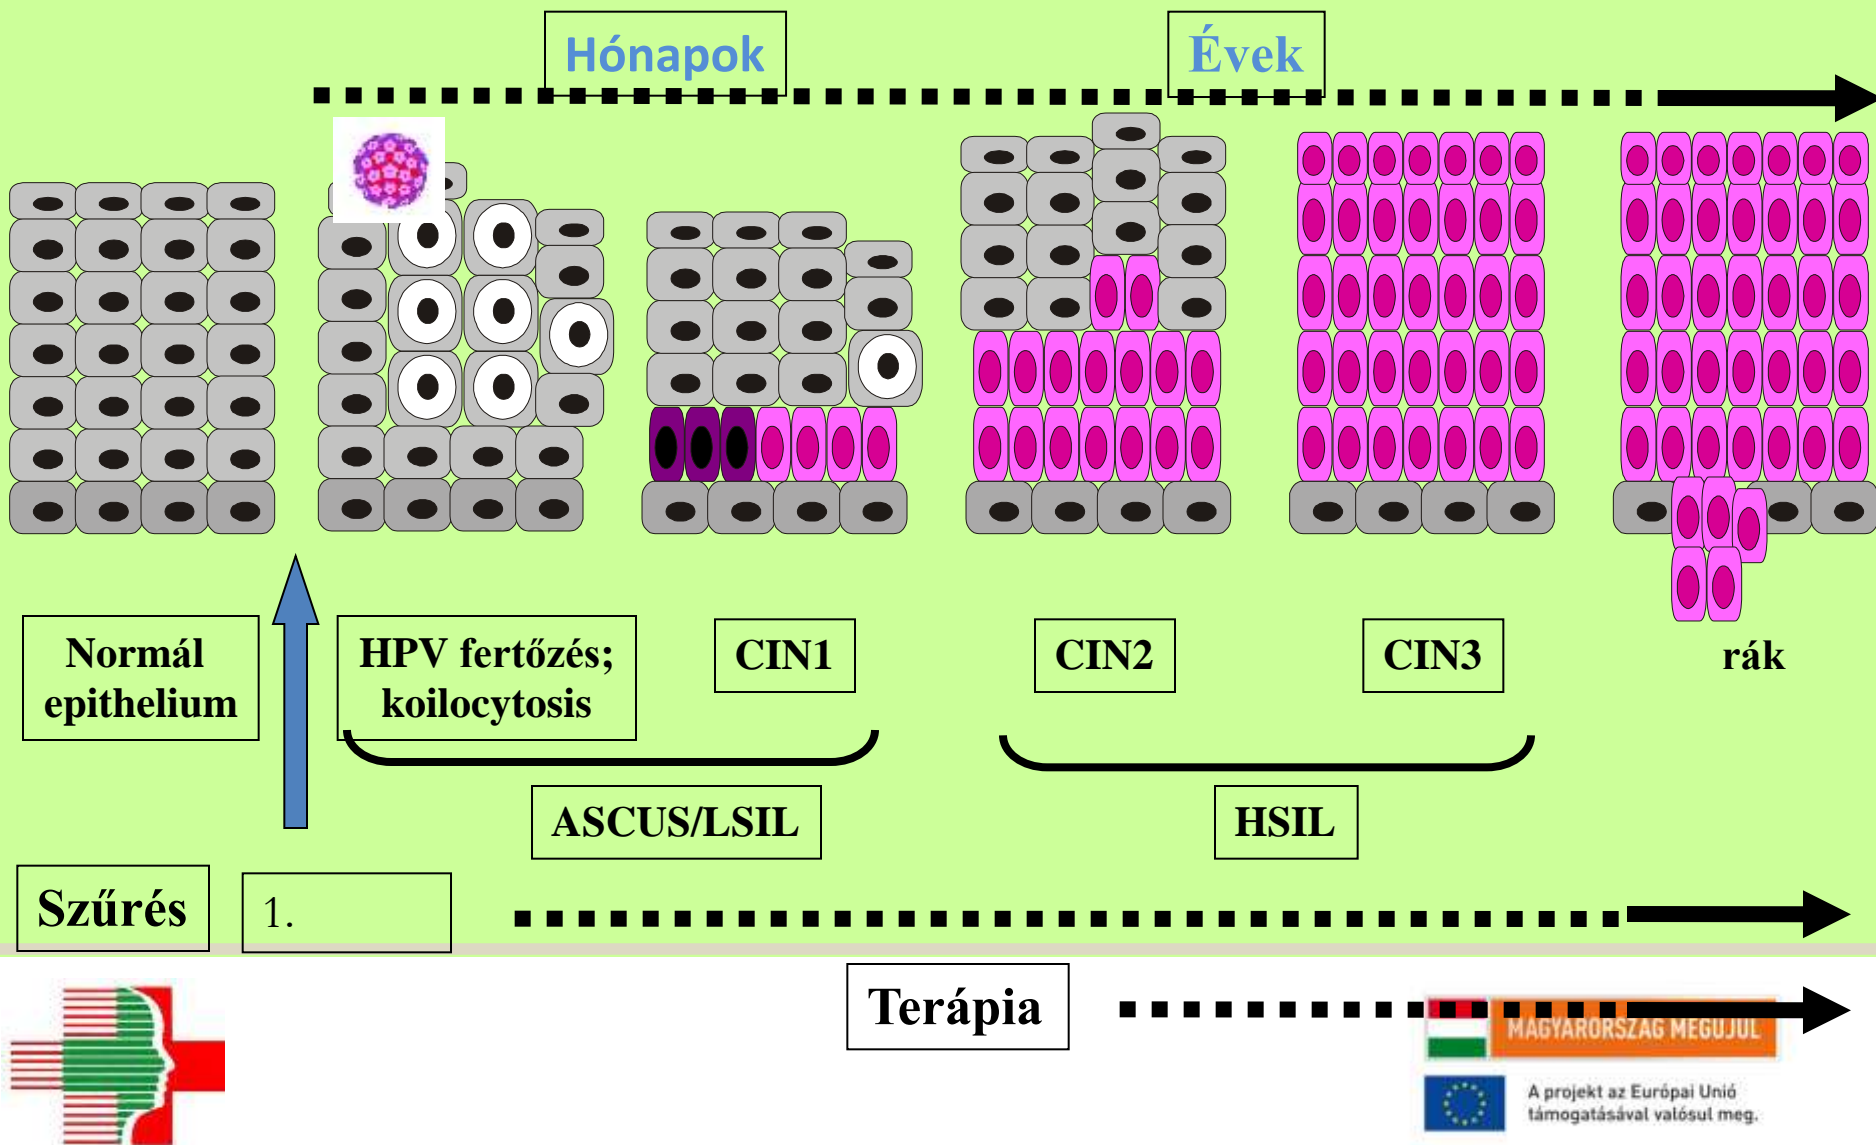 Hónapok
Évek
Normál
epithelium
HPV fertőzés;
koilocytosis
CIN1
CIN2
CIN3
rák
ASCUS/LSIL
HSIL
Szűrés
1.
Terápia
MAGYARORSZÁG MEGÚJUL
A projekt az Európai Unió
támogatásával valósul meg.